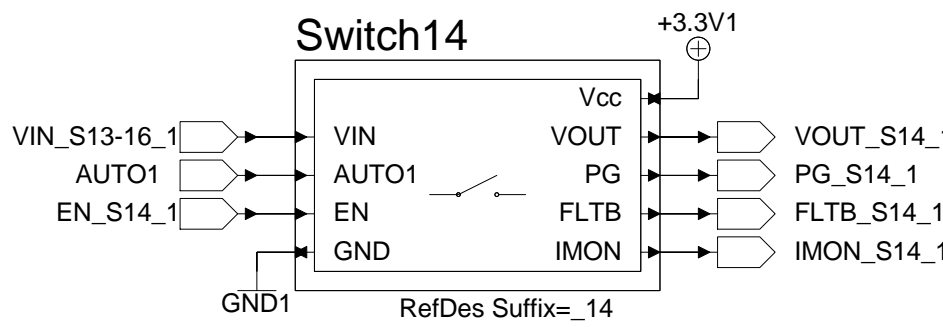 +3.3V1
Switch14
Vcc
VIN_S13-16_1 VIN VOUT VOUT_S14_1
AUTO1 AUTO1 PG PG_S14_1
EN_S14_1 EN FLTB FLTB_S14_1
GND IMON IMON_S14_1
GND1
RefDes Suffix=_14